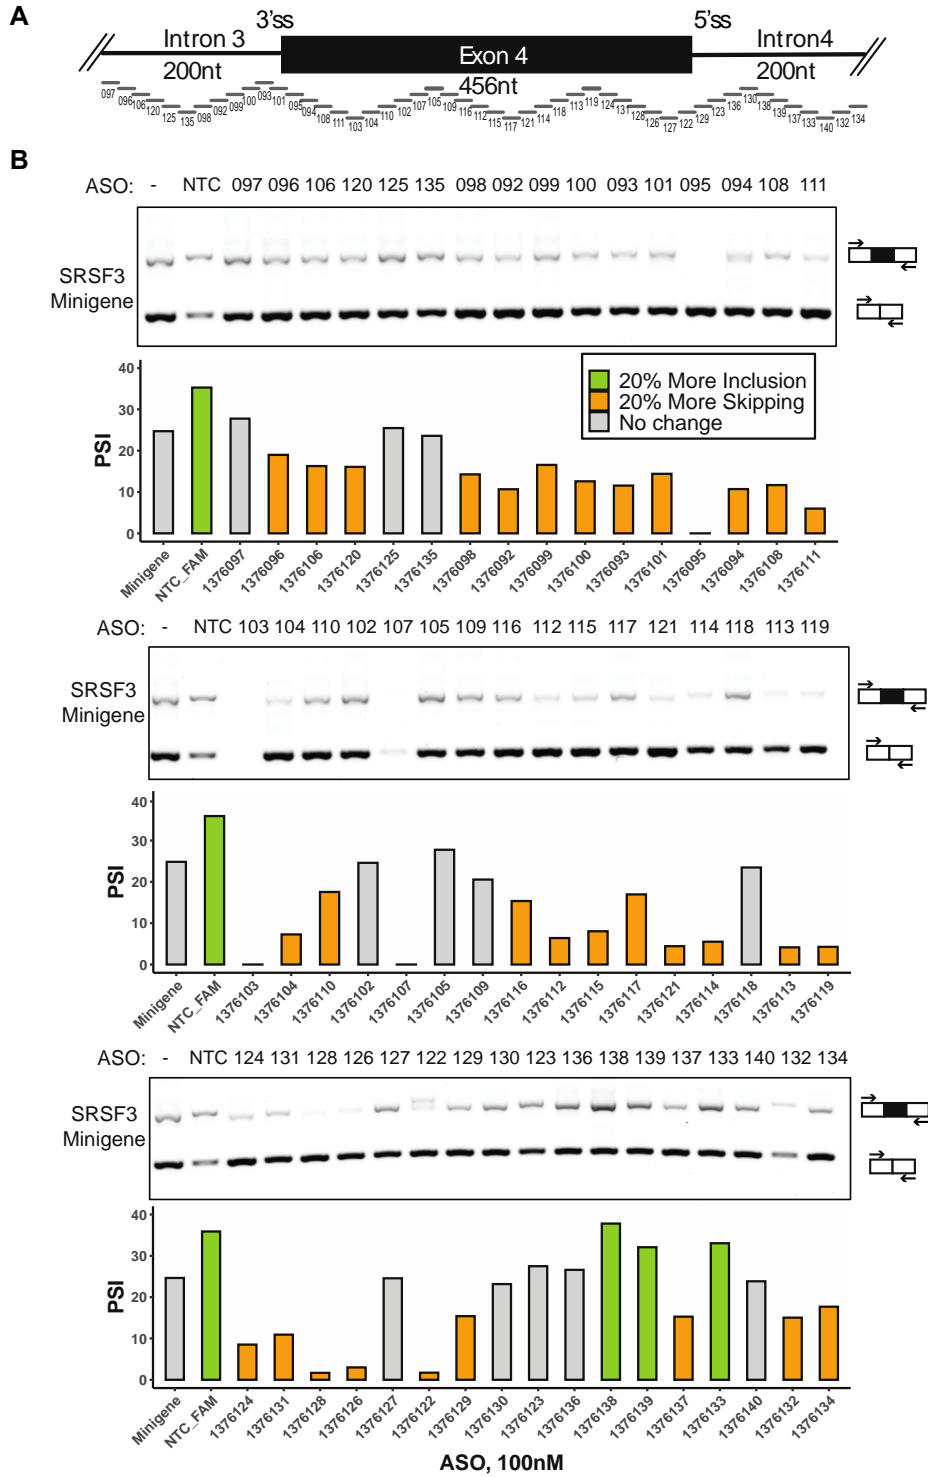 A
3'ss
5'ss
Intron 3
Exon 4
Intron4
200nt
456nt
200nt
097 096 106 120 125 135 098 092 099 100 093 101 095 094 108 111 103 104 110 102 107 105 109 116 112 115 117 121 114 118 113 119 124 131 128 126 127 122 129 123 136 130 138 139 137 133 140 132 134
B
ASO: - NTC 097 096 106 120 125 135 098 092 099 100 093 101 095 094 108 111
SRSF3
Minigene
20% More Inclusion
20% More Skipping
No change
PSI
40
30
20
10
0
Minigene NTC_FAM 1376097 1376096 1376106 1376120 1376125 1376135 1376098 1376092 1376099 1376100 1376093 1376101 1376095 1376094 1376108 1376111
ASO: - NTC 103 104 110 102 107 105 109 116 112 115 117 121 114 118 113 119
SRSF3
Minigene
PSI
40
30
20
10
0
Minigene NTC_FAM 1376103 1376104 1376110 1376102 1376107 1376105 1376109 1376116 1376112 1376115 1376117 1376121 1376114 1376118 1376113 1376119
ASO: - NTC 124 131 128 126 127 122 129 130 123 136 138 139 137 133 140 132 134
SRSF3
Minigene
PSI
40
30
20
10
0
Minigene NTC_FAM 1376124 1376131 1376128 1376126 1376127 1376122 1376129 1376130 1376123 1376136 1376138 1376139 1376137 1376133 1376140 1376132 1376134
ASO, 100nM